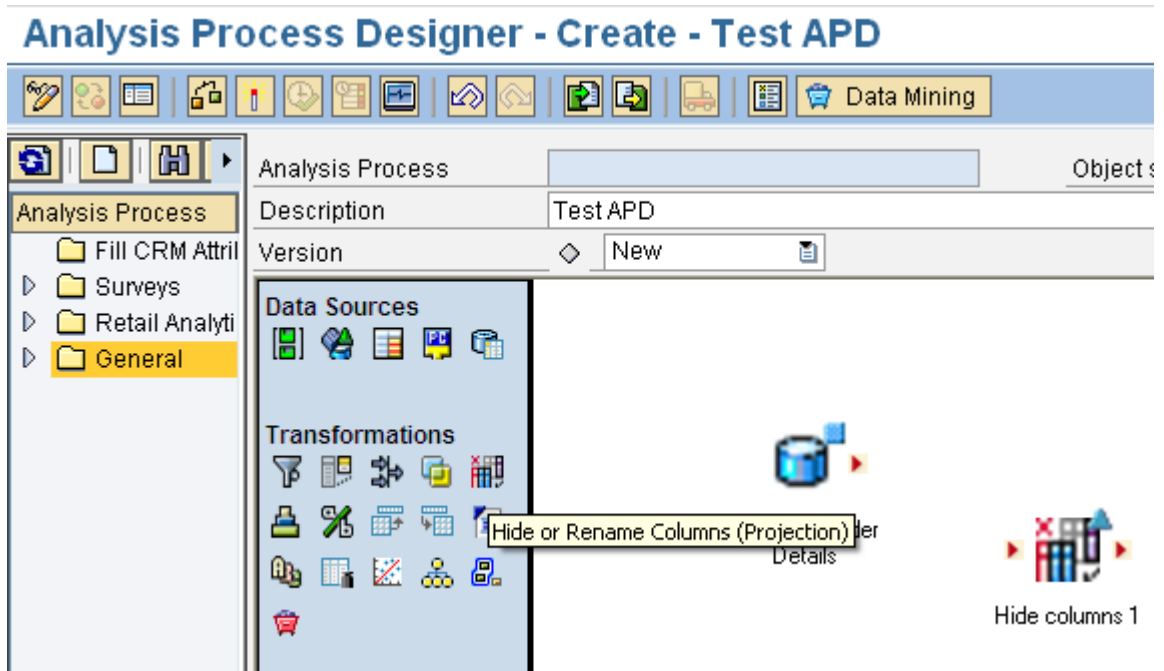 Analysis Process Designer - Create - Test APD
Data Mining
Analysis Process
Object s
Analysis Process
Description
Test APD
Fill CRM Attril
Version
New
Surveys
Retail Analyti
General
Data Sources
Transformations
Hide or Rename Columns (Projection)
der
Details
Hide columns 1